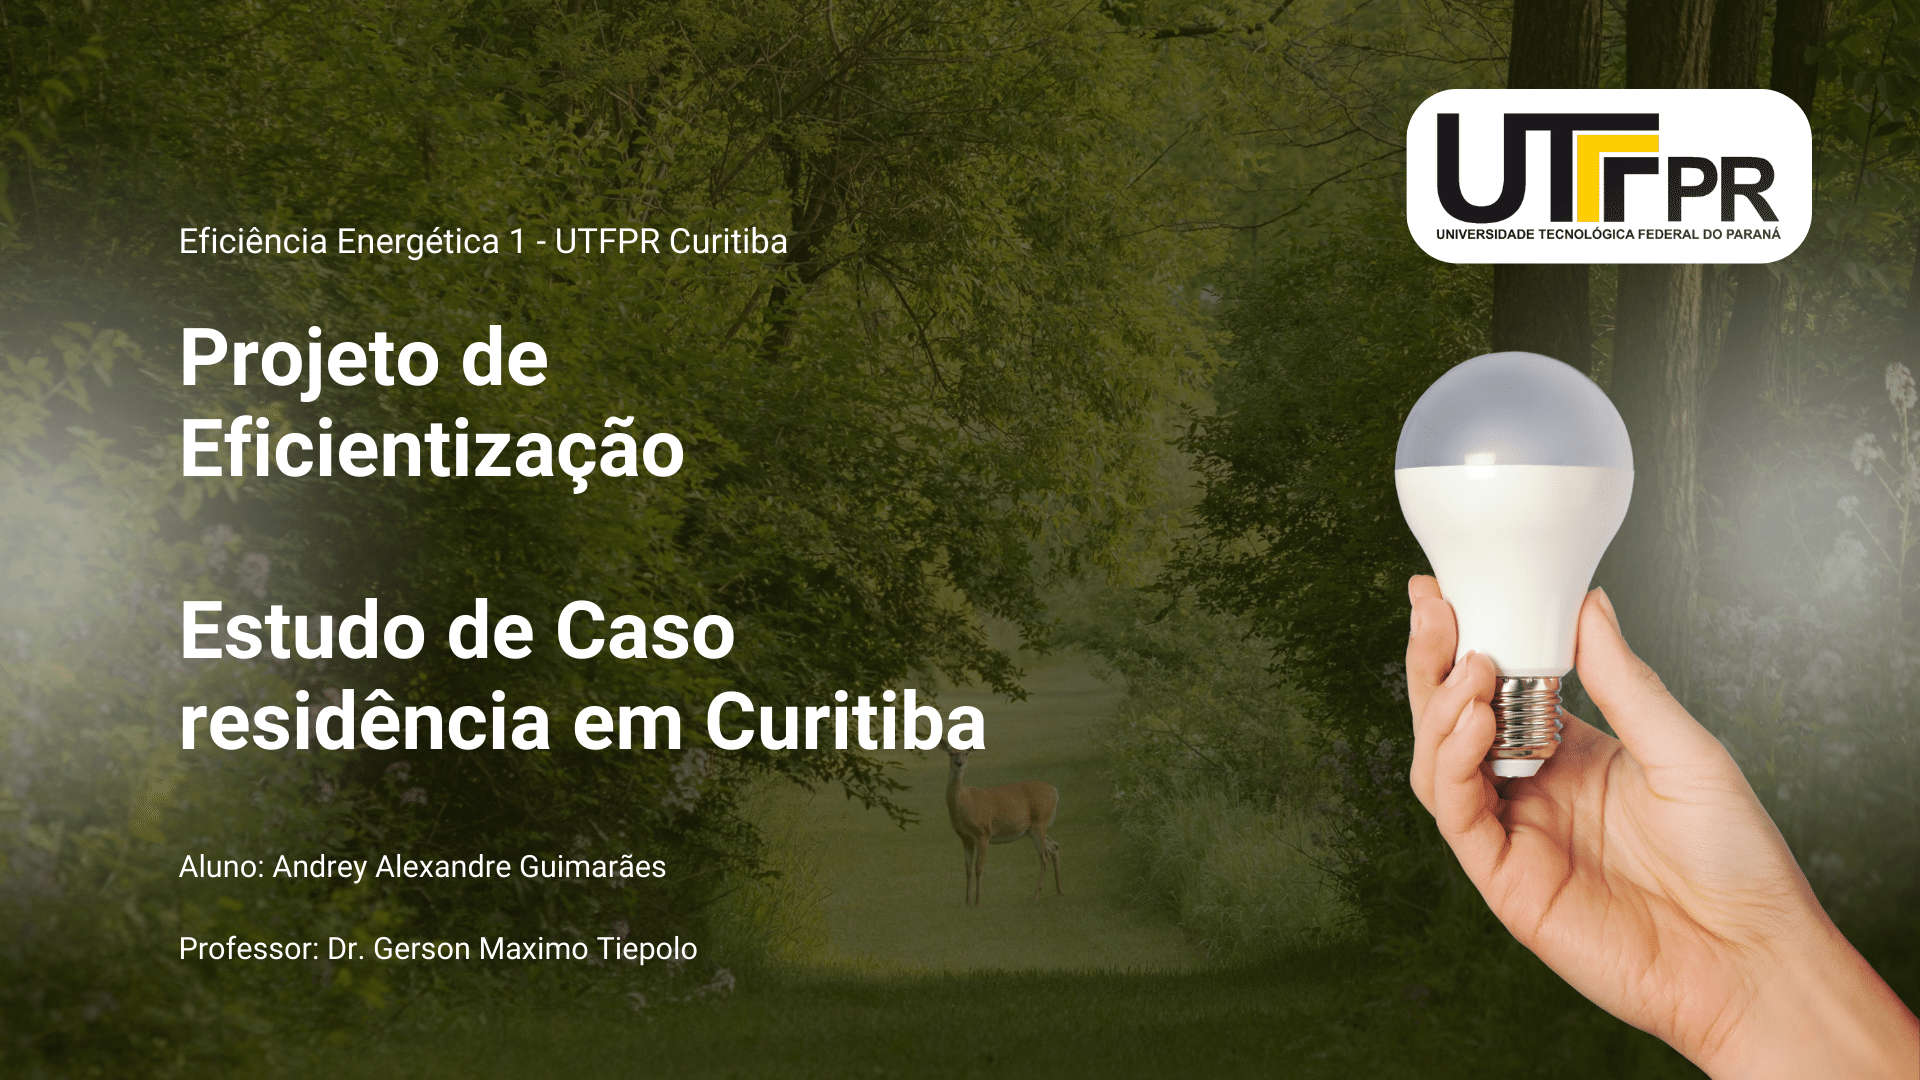 Eficiência Energética 1 - UTFPR Curitiba
UTFPR
UNIVERSIDADE TECNOLÓGICA FEDERAL DO PARANÁ
Projeto de
Eficientização
Estudo de Caso
residência em Curitiba
Aluno: Andrey Alexandre Guimarães
Professor: Dr. Gerson Maximo Tiepolo